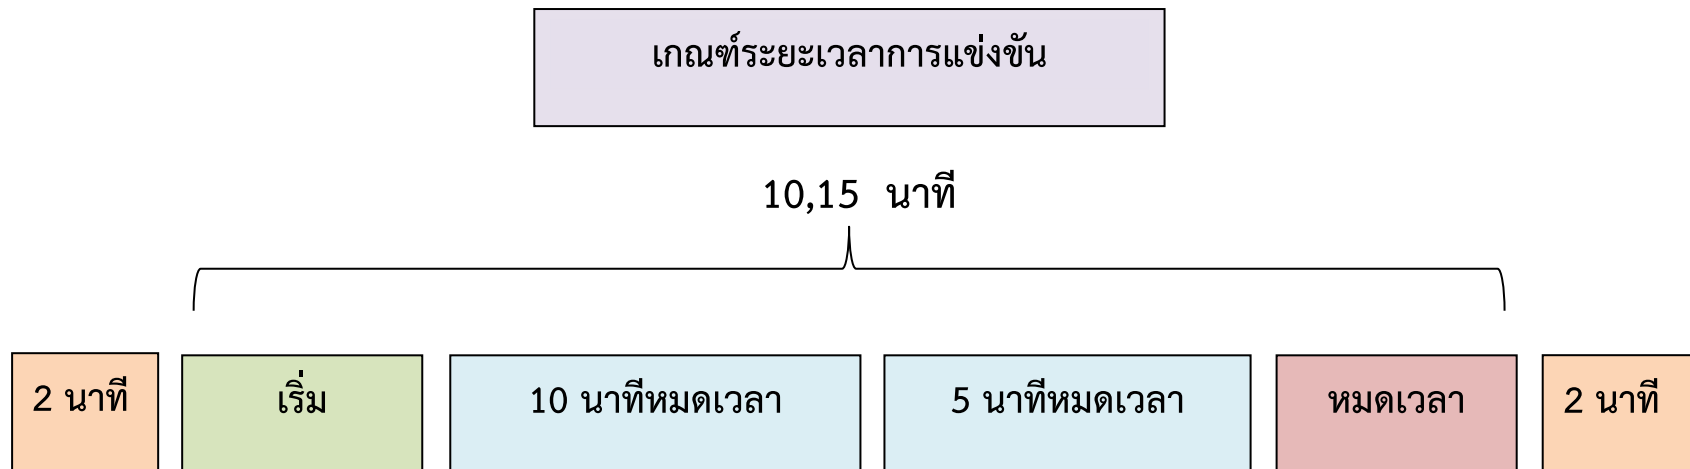 เกณฑ์ระยะเวลาการแข่งขัน
10,15 นาที
2 นาที
เริ่ม
10 นาทีหมดเวลา
5 นาทีหมดเวลา
หมดเวลา
2 นาที